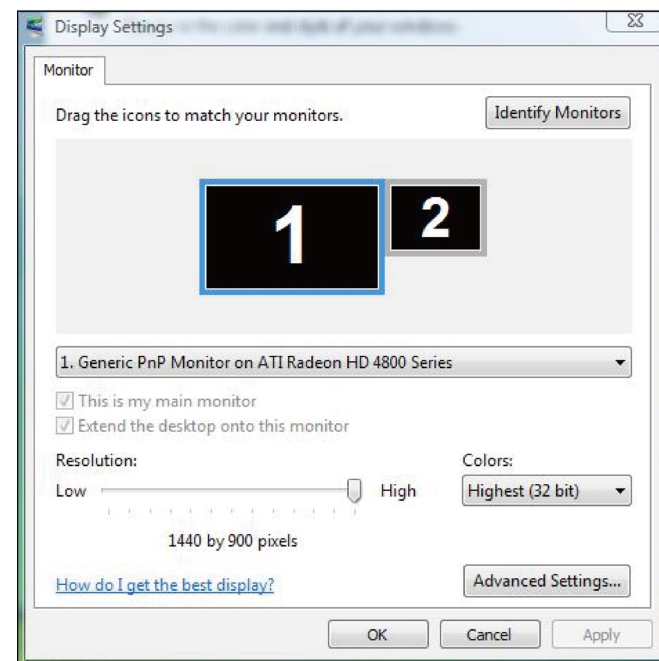 Display Settings
Monitor
Drag the icons to match your monitors.
Identify Monitors
1
2
1. Generic PnP Monitor on ATI Radeon HD 4800 Series
This is my main monitor
Extend the desktop onto this monitor
Resolution:
Colors:
Low
High
Highest (32 bit)
1440 by 900 pixels
How do I get the best display?
Advanced Settings...
OK
Cancel
Apply